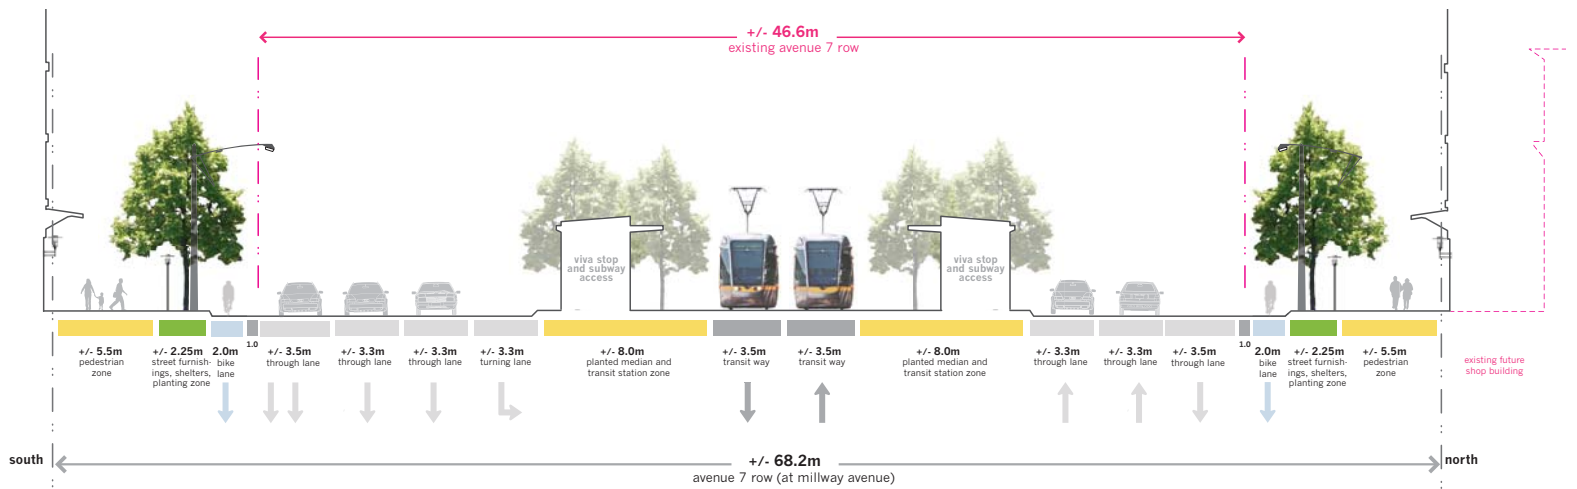 +/- 46.6m
existing avenue 7 row
viva stop
and subway
access
viva stop
and subway
access
+/- 5.5m
pedestrian
zone
+/- 2.25m
street furnish-
ings, shelters,
planting zone
2.0m
bike
lane
1.0
+/- 3.5m
through lane
+/- 3.3m
through lane
+/- 3.3m
through lane
+/- 3.3m
turning lane
+/- 8.0m
planted median and
transit station zone
+/- 3.5m
transit way
+/- 3.5m
transit way
+/- 8.0m
planted median and
transit station zone
+/- 3.3m
through lane
+/- 3.3m
through lane
+/- 3.5m
through lane
1.0
2.0m
bike
lane
+/- 2.25m
street furnish-
ings, shelters,
planting zone
+/- 5.5m
pedestrian
zone
existing future
shop building
south
+/- 68.2m
avenue 7 row (at millway avenue)
north